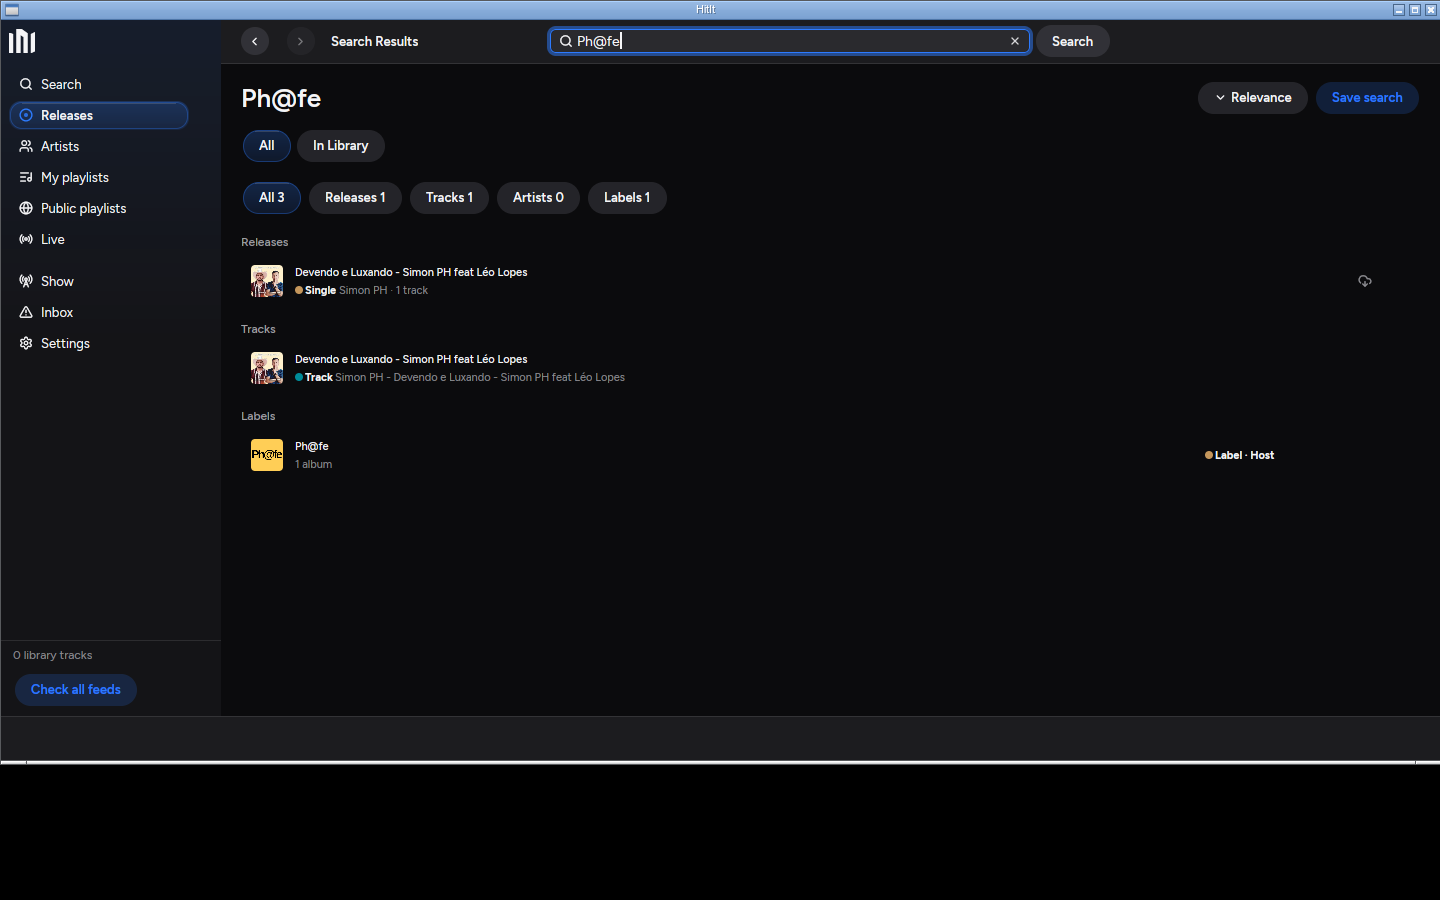 HitIt
Search Results
Ph@fe
Search
Search
Releases
Artists
My playlists
Public playlists
Live
Show
Inbox
Settings
0 library tracks
Check all feeds
Ph@fe
Relevance
Save search
All
In Library
All 3
Releases 1
Tracks 1
Artists 0
Labels 1
Releases
Devendo e Luxando - Simon PH feat Léo Lopes
Single Simon PH · 1 track
Tracks
Devendo e Luxando - Simon PH feat Léo Lopes
Track Simon PH - Devendo e Luxando - Simon PH feat Léo Lopes
Labels
Ph@fe
Ph@fe
1 album
Label · Host